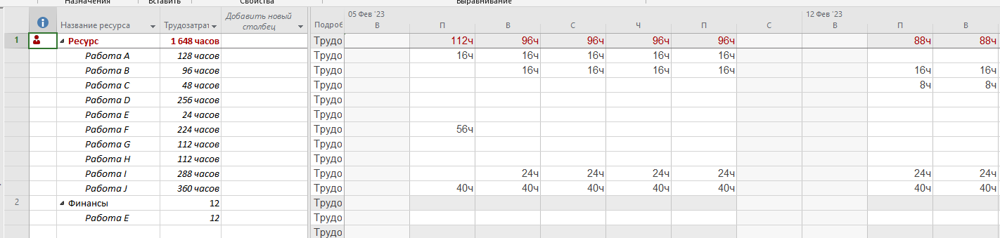 Назначения Вставить Свойства Выравнивание
05 Фев '23 12 Фев '23
Название ресурса Трудозатрат Добавить новый столбец Подроб В П В С Ч П С В П В
1 Ресурс 1 648 часов Трудо 112ч 96ч 96ч 96ч 96ч 88ч 88ч
Работа A 128 часов Трудо 16ч 16ч 16ч 16ч 16ч
Работа B 96 часов Трудо 16ч 16ч 16ч 16ч 16ч 16ч
Работа C 48 часов Трудо 8ч 8ч
Работа D 256 часов Трудо
Работа E 24 часов Трудо
Работа F 224 часов Трудо 56ч
Работа G 112 часов Трудо
Работа H 112 часов Трудо
Работа I 288 часов Трудо 24ч 24ч 24ч 24ч 24ч 24ч
Работа J 360 часов Трудо 40ч 40ч 40ч 40ч 40ч 40ч 40ч
2 Финансы 12 Трудо
Работа E 12 Трудо
Трудо